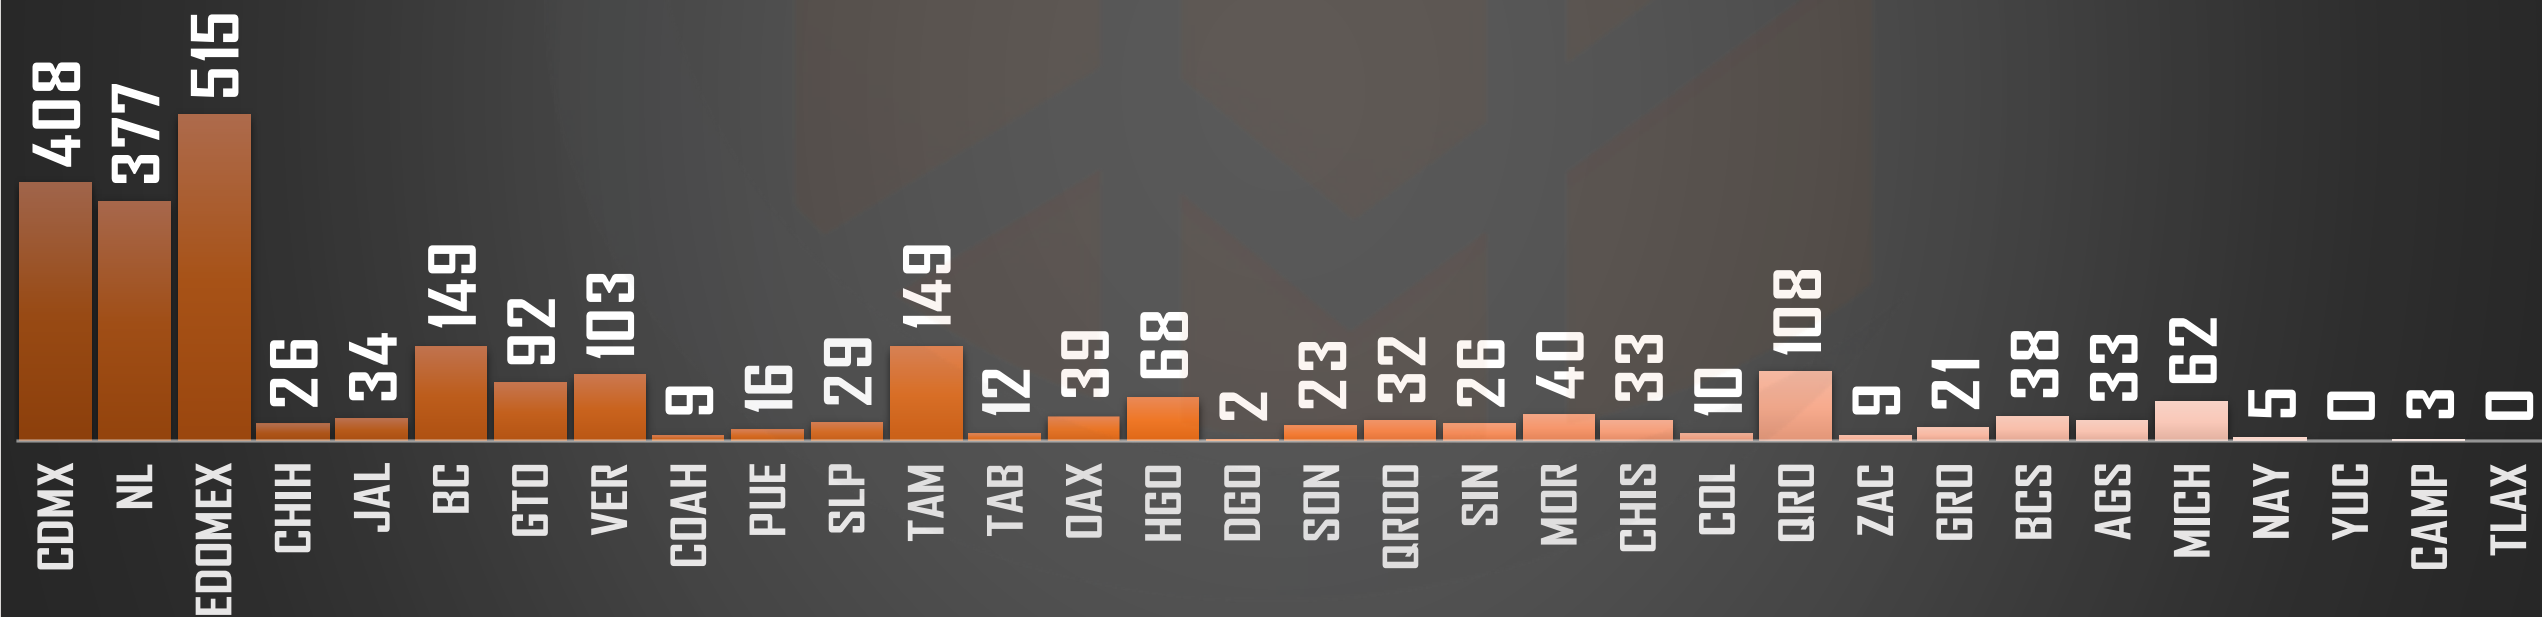 408
377
515
26
34
149
92
103
9
16
29
149
12
39
68
2
23
32
26
40
33
10
108
9
21
38
33
62
5
0
3
0
CDMX
NL
EDOMEX
CHIH
JAL
BC
GTO
VER
COAH
PUE
SLP
TAM
TAB
OAX
HGO
DGO
SON
QROO
SIN
MOR
CHIS
COL
QRO
ZAC
GRO
BCS
AGS
MICH
NAY
YUC
CAMP
TLAX